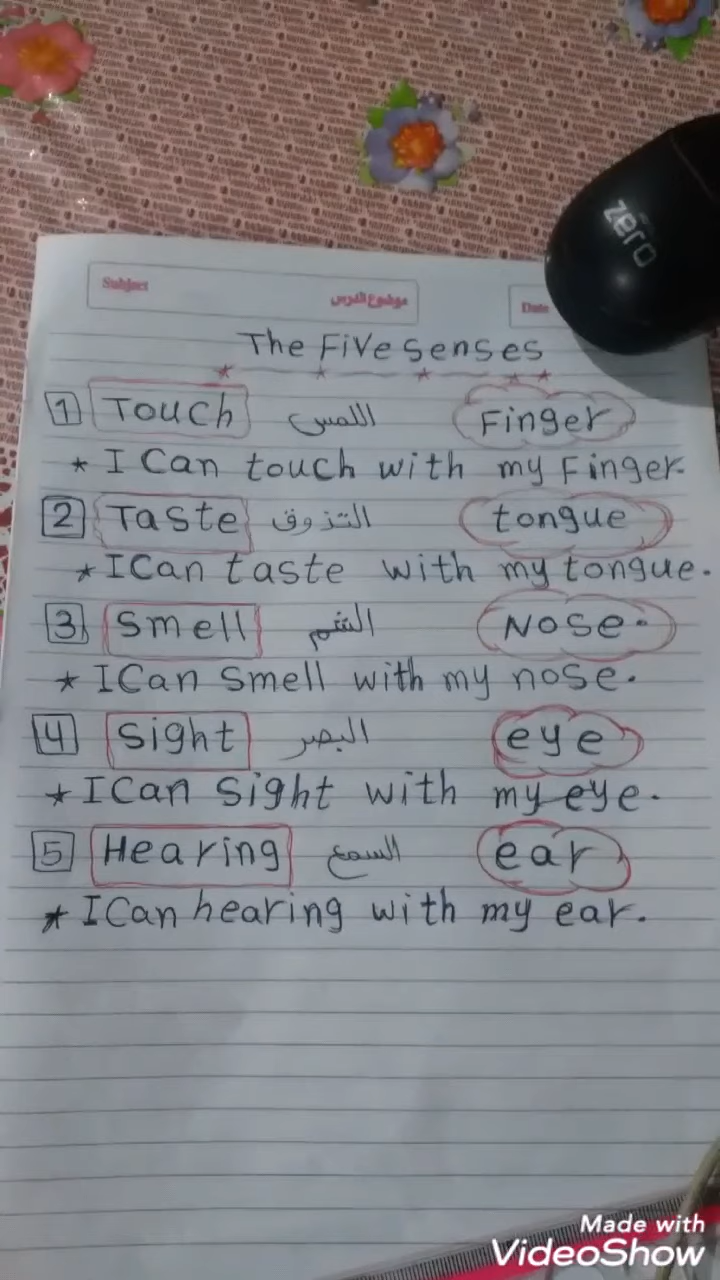 zero
Subject موضوع الدرس Date
The FiVe senses
1 Touch اللمس Finger
* I Can touch with my Finger.
2 Taste التذوق tongue
* I Can taste with my tongue.
3 Smell الشم Nose.
* I Can Smell with my nose.
4 Sight البصر eye
* I Can Sight with my eye.
5 Hearing السمع ear
* I Can hearing with my ear.
Made with
VideoShow